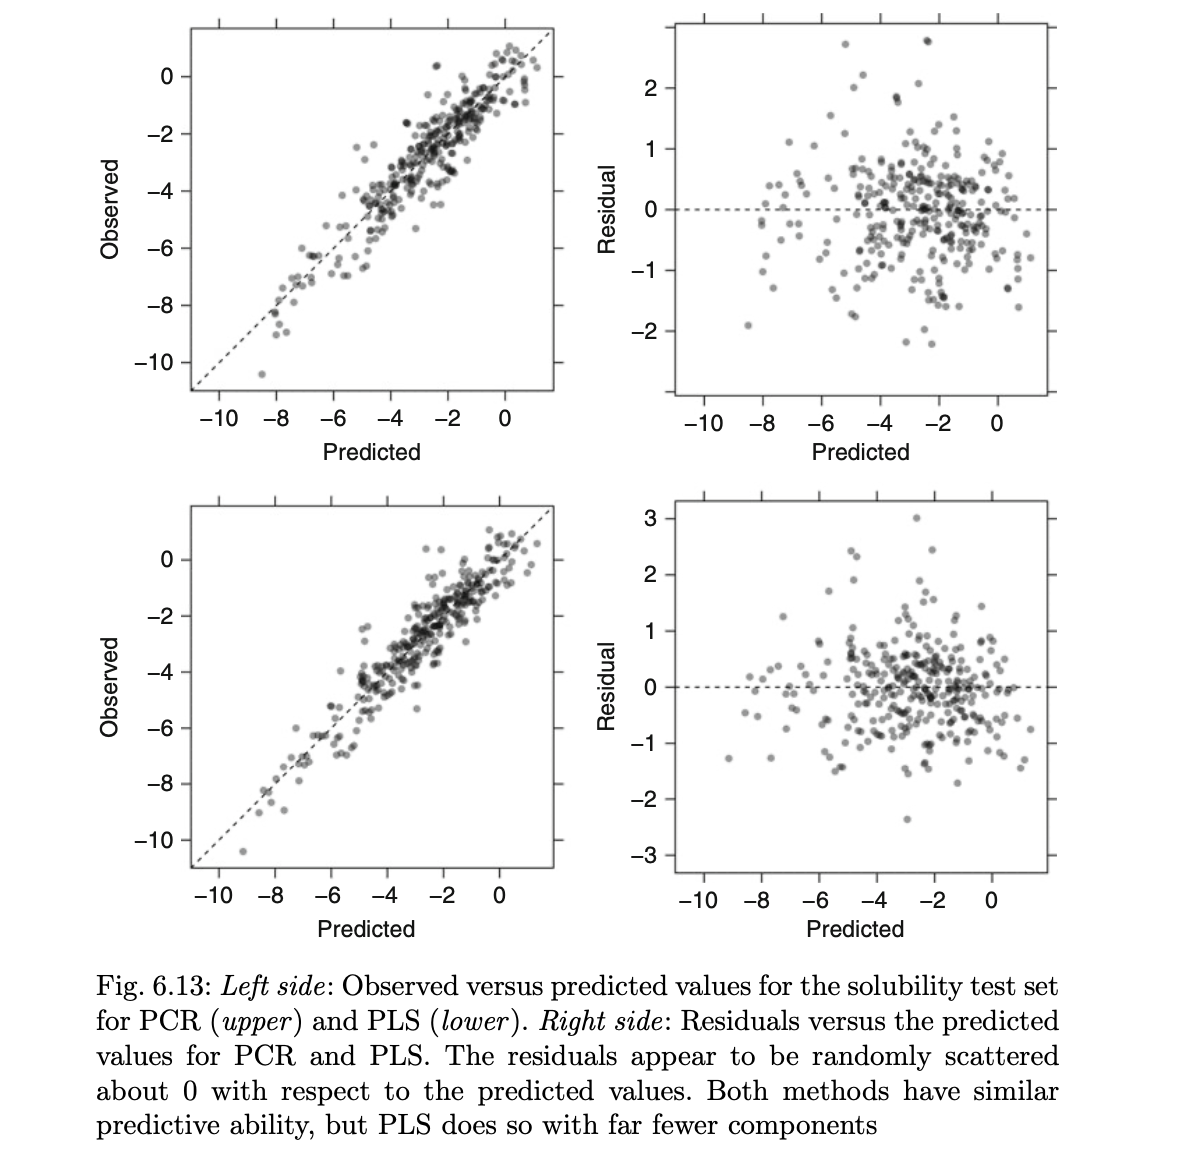 0
−2
−4
−6
−8
−10
Observed
−10 −8 −6 −4 −2 0
Predicted
2
1
0
−1
−2
Residual
−10 −8 −6 −4 −2 0
Predicted
0
−2
−4
−6
−8
−10
Observed
−10 −8 −6 −4 −2 0
Predicted
3
2
1
0
−1
−2
−3
Residual
−10 −8 −6 −4 −2 0
Predicted
Fig. 6.13: Left side: Observed versus predicted values for the solubility test set
for PCR (upper) and PLS (lower). Right side: Residuals versus the predicted
values for PCR and PLS. The residuals appear to be randomly scattered
about 0 with respect to the predicted values. Both methods have similar
predictive ability, but PLS does so with far fewer components